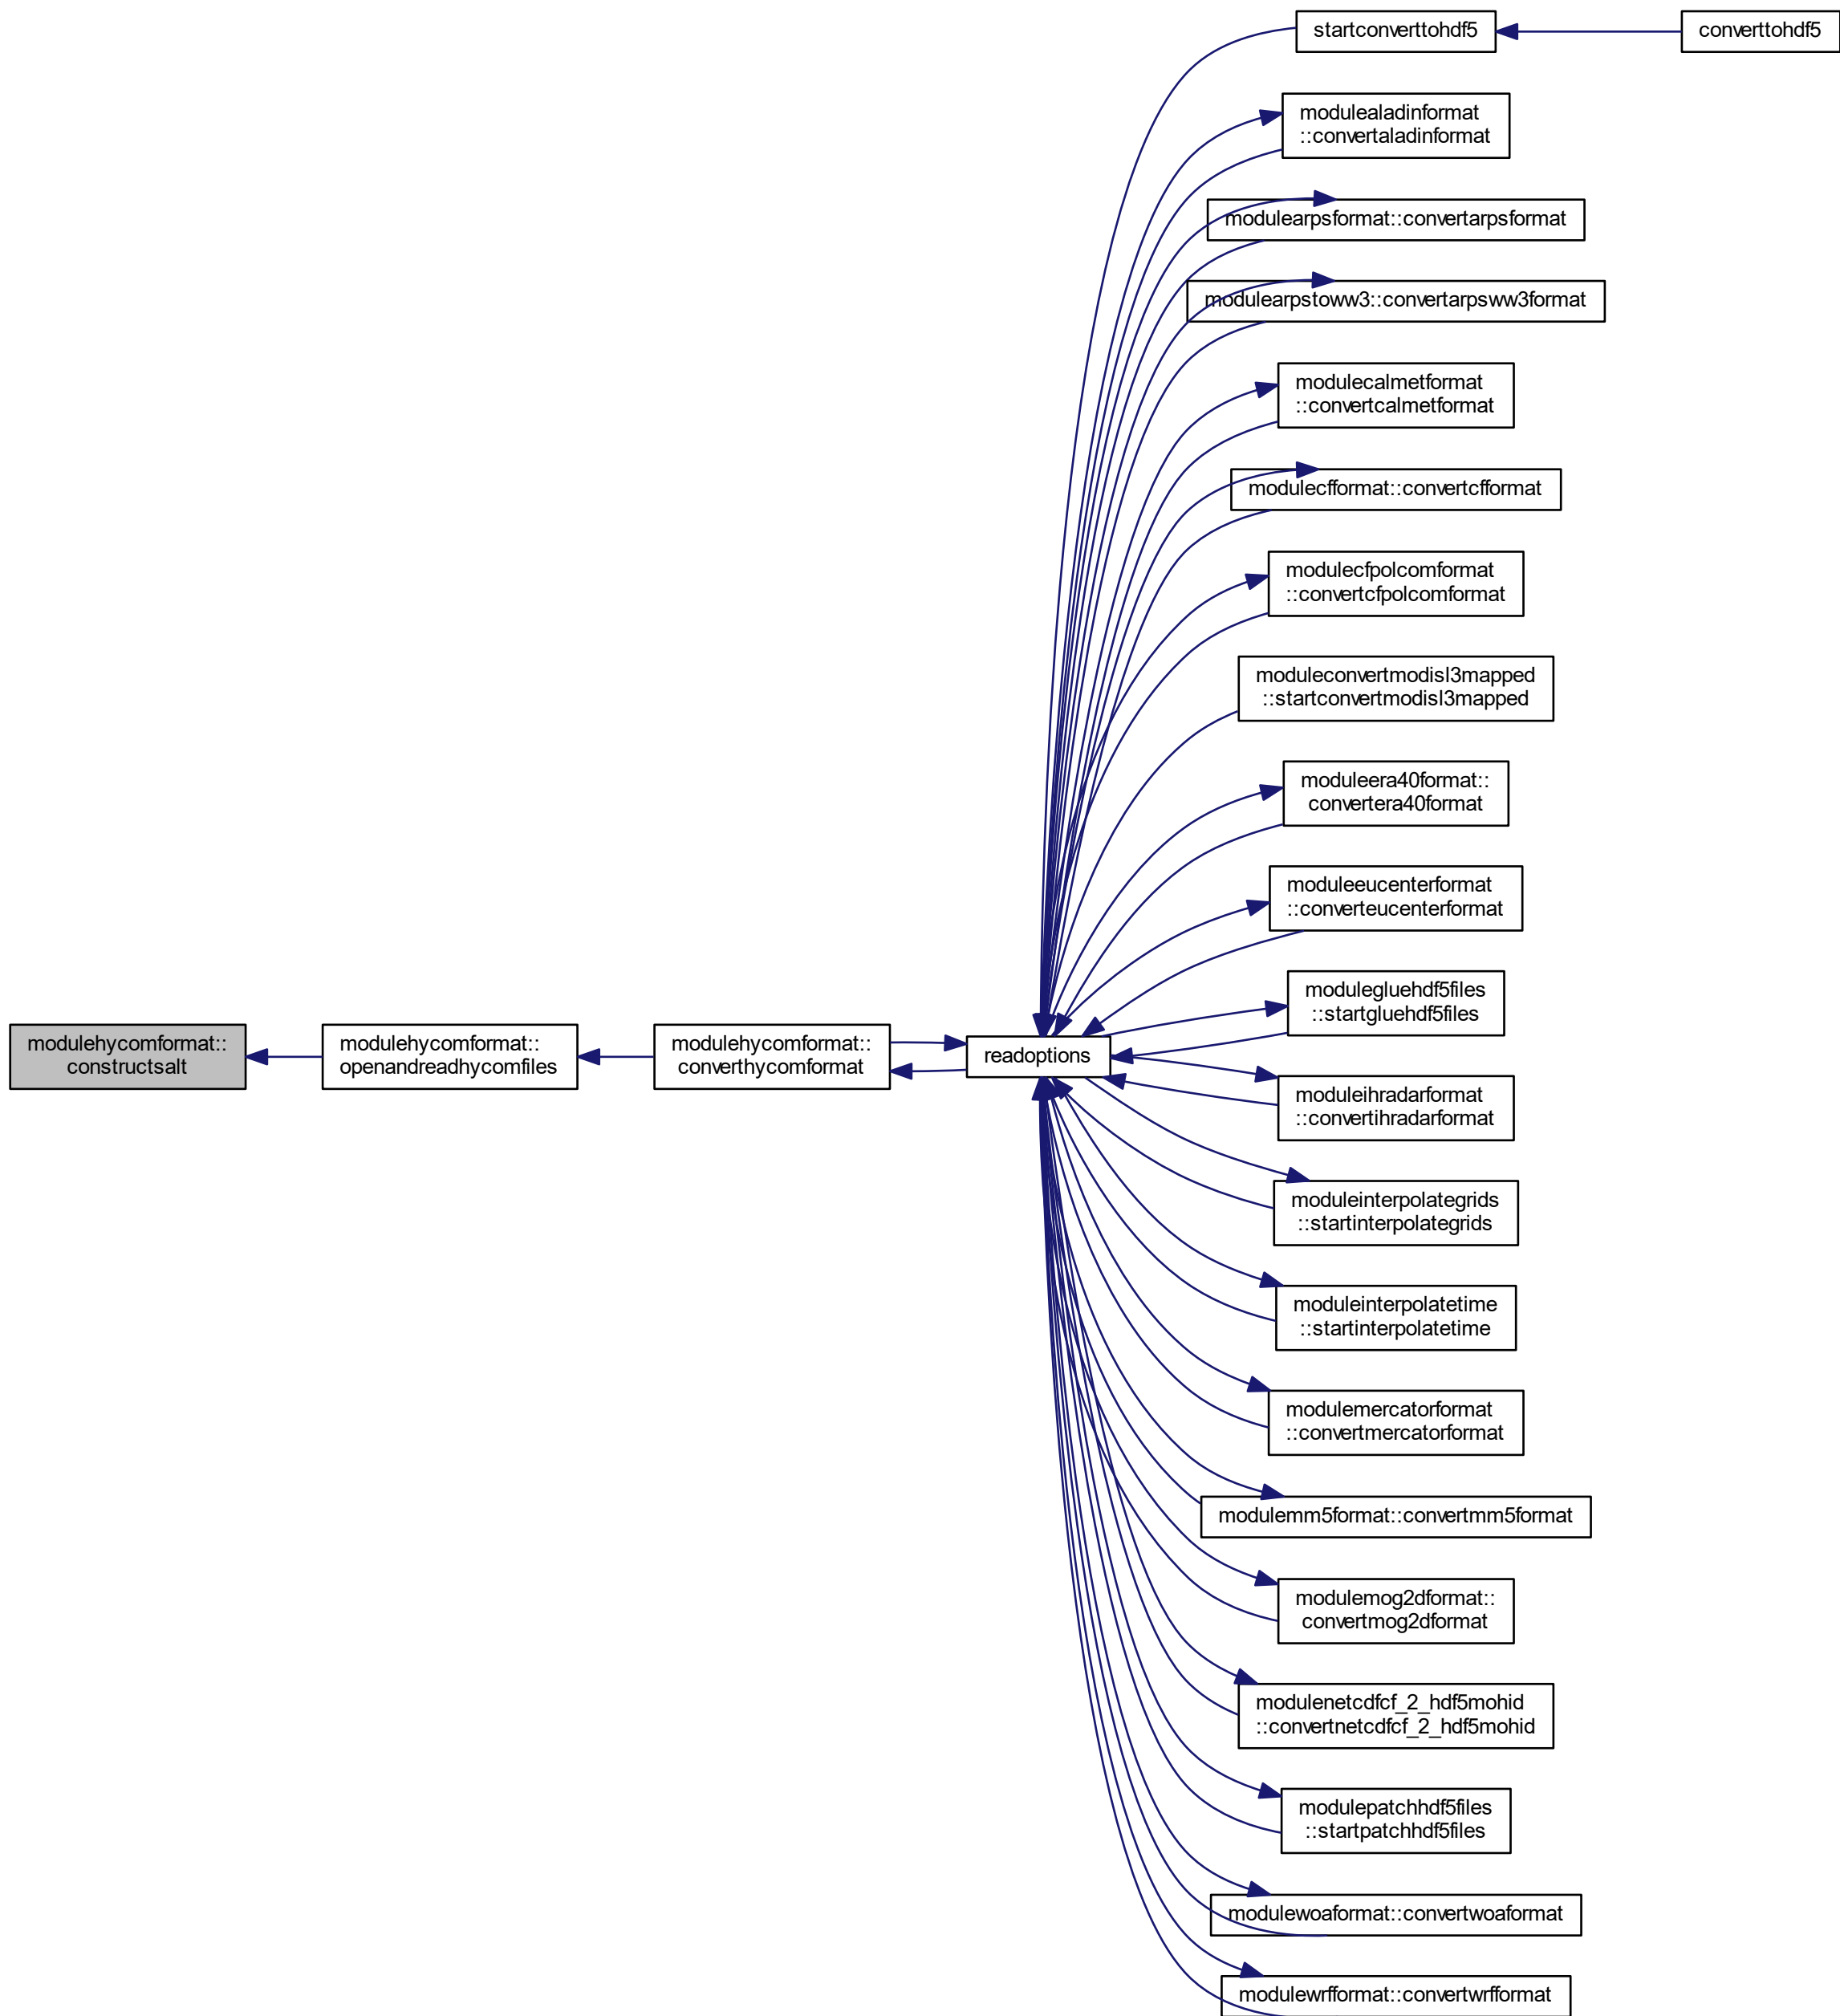 startconverttohdf5
converttohdf5
modulealadinformat
::convertaladinformat
modulearpsformat::convertarpsformat
modulearpstoww3::convertarpsww3format
modulecalmetformat
::convertcalmetformat
modulecfformat::convertcfformat
modulecfpolcomformat
::convertcfpolcomformat
moduleconvertmodisl3mapped
::startconvertmodisl3mapped
moduleera40format::
convertera40format
moduleeucenterformat
::converteucenterformat
modulegluehdf5files
::startgluehdf5files
modulehycomformat::
constructsalt
modulehycomformat::
openandreadhycomfiles
modulehycomformat::
converthycomformat
readoptions
moduleihradarformat
::convertihradarformat
moduleinterpolategrids
::startinterpolategrids
moduleinterpolatetime
::startinterpolatetime
modulemercatorformat
::convertmercatorformat
modulemm5format::convertmm5format
modulemog2dformat::
convertmog2dformat
modulenetcdfcf_2_hdf5mohid
::convertnetcdfcf_2_hdf5mohid
modulepatchhdf5files
::startpatchhdf5files
modulewoaformat::convertwoaformat
modulewrfformat::convertwrfformat